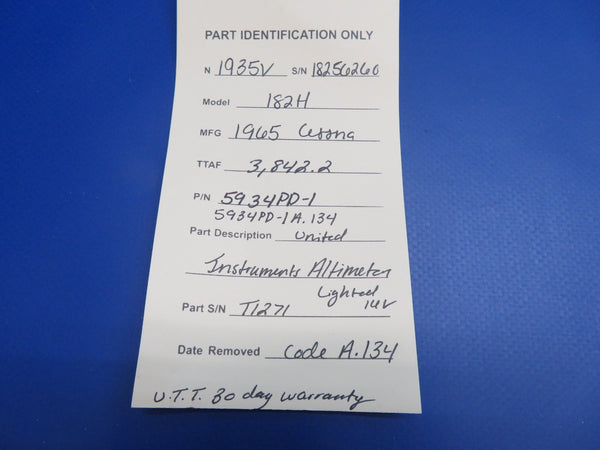 PART IDENTIFICATION ONLY
N 1935V S/N 18256260
Model 182H
MFG 1965 Cessna
TTAF 3,842.2
P/N 5934PD-1
5934PD-1A.134
Part Description United
Instruments Altimeter
Lighted
14V
Part S/N T1271
Date Removed Code A.134
U.T.T. 30 day warranty